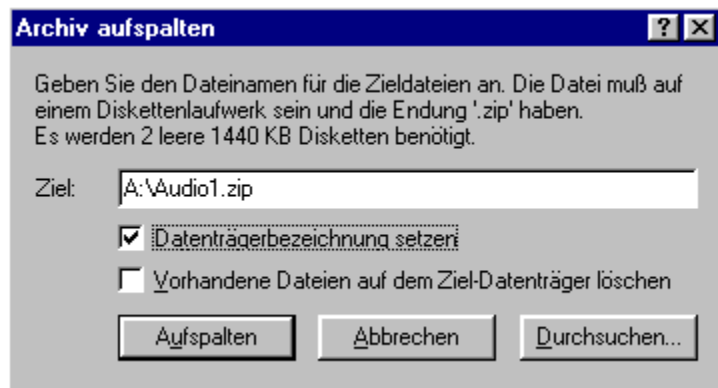 Archiv aufspalten
Geben Sie den Dateinamen für die Zieldateien an. Die Datei muß auf
einem Diskettenlaufwerk sein und die Endung '.zip' haben.
Es werden 2 leere 1440 KB Disketten benötigt.
Ziel: A:\Audio1.zip
Datenträgerbezeichnung setzen
Vorhandene Dateien auf dem Ziel-Datenträger löschen
Aufspalten Abbrechen Durchsuchen...